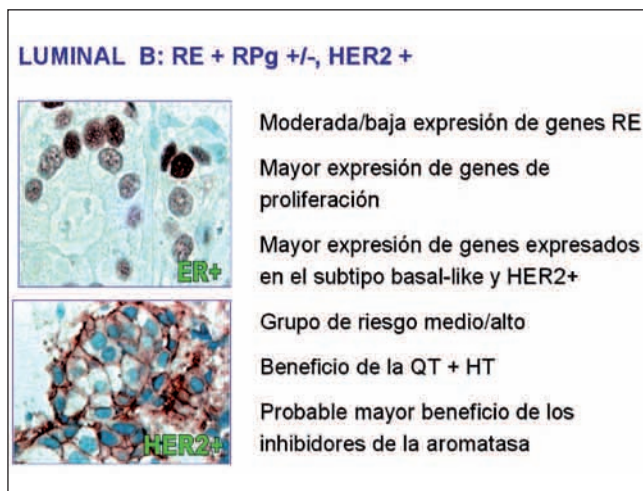 LUMINAL B: RE + RPg +/-, HER2 +
Moderada/baja expresión de genes RE
Mayor expresión de genes de
proliferación
Mayor expresión de genes expresados
en el subtipo basal-like y HER2+
Grupo de riesgo medio/alto
Beneficio de la QT + HT
Probable mayor beneficio de los
inhibidores de la aromatasa
ER+
HER2+